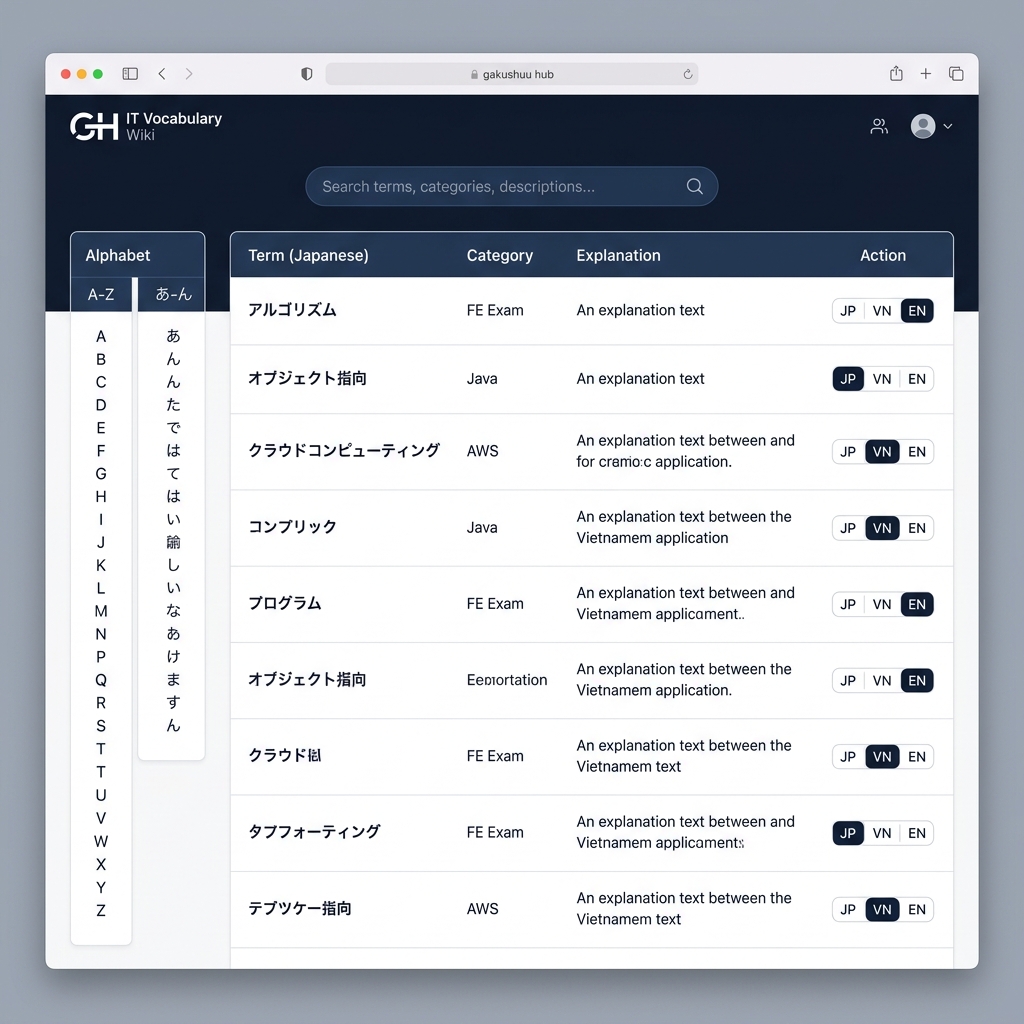 gakushuu hub
GH IT Vocabulary
Wiki
Search terms, categories, descriptions...
Alphabet
A-Z あ-ん
A
B
C
D
E
F
G
H
I
J
K
L
M
N
P
Q
R
S
T
T
U
V
W
X
Y
Z
あ
ん
ん
た
で
は
て
は
い
し
い
な
あ
け
ま
す
ん
Term (Japanese) Category Explanation Action
アルゴリズム FE Exam An explanation text JP VN EN
オブジェクト指向 Java An explanation text JP VN EN
クラウドコンピューティング AWS An explanation text between and
for application. JP VN EN
コンブリック Java An explanation text between the
Vietnamem application JP VN EN
プログラム FE Exam An explanation text between and
Vietnamem applicament.. JP VN EN
オブジェクト指向 An explanation text between the
Vietnamem application. JP VN EN
クラウド FE Exam An explanation text between the
Vietnamem text JP VN EN
タブフォーティング FE Exam An explanation text between and
Vietnamem JP VN EN
テブツケー指向 AWS An explanation text between the
Vietnamem text JP VN EN